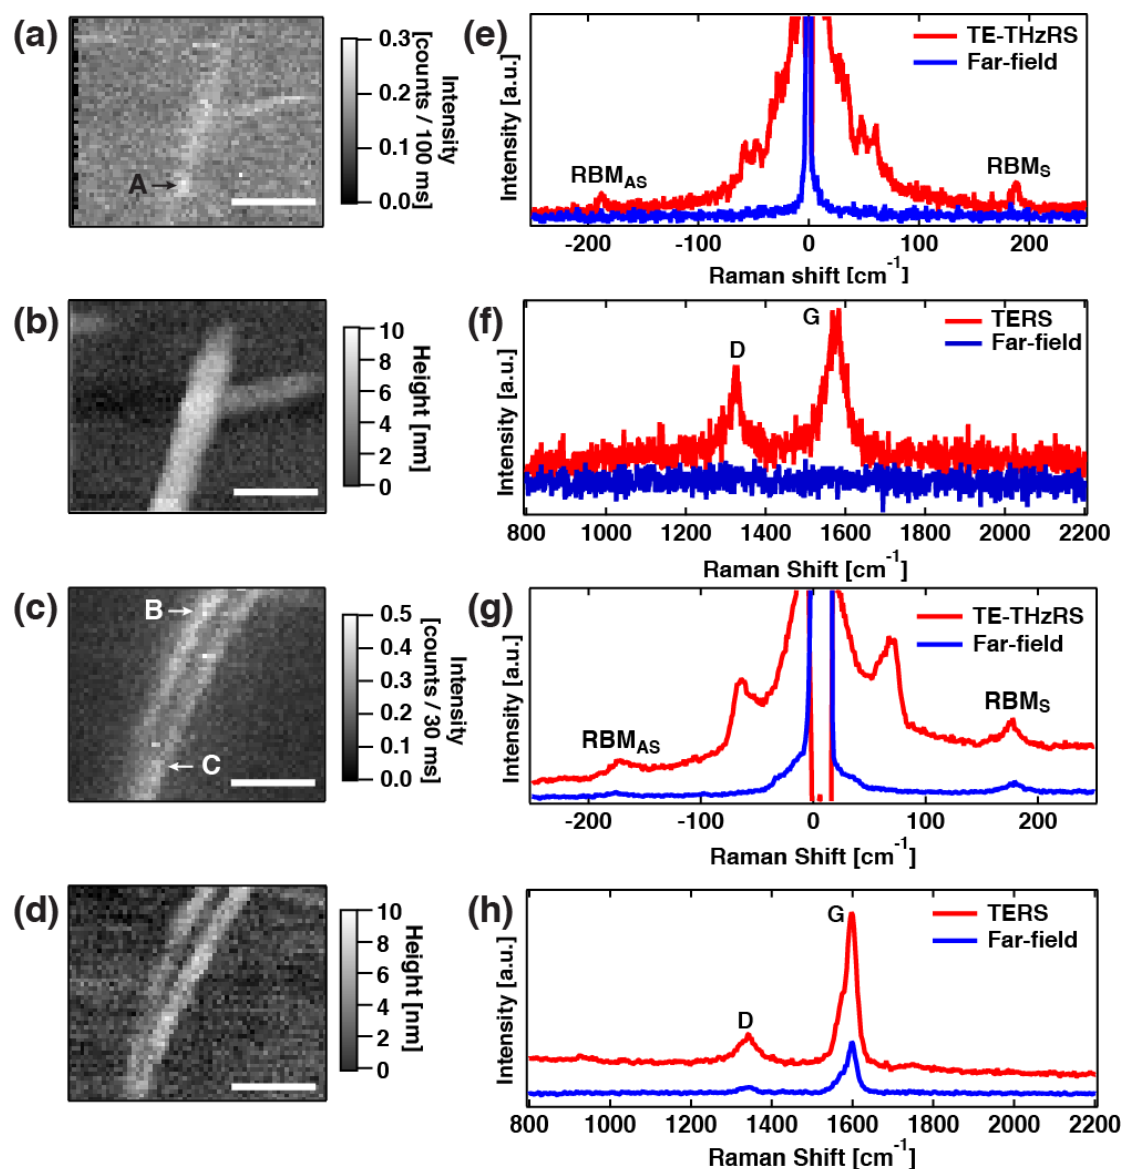 (a)
A
0.3
0.2
0.1
0.0
Intensity
[counts / 100 ms]
(e)
Intensity [a.u.]
TE-THzRS
Far-field
RBMAS
RBMS
-200 -100 0 100 200
Raman shift [cm-1]
(b)
10
8
6
4
2
0
Height [nm]
(f)
Intensity [a.u.]
G
D
TERS
Far-field
800 1000 1200 1400 1600 1800 2000 2200
Raman Shift [cm-1]
(c)
B
C
0.5
0.4
0.3
0.2
0.1
0.0
Intensity
[counts / 30 ms]
(g)
Intensity [a.u.]
TE-THzRS
Far-field
RBMAS
RBMS
-200 -100 0 100 200
Raman Shift [cm-1]
(d)
10
8
6
4
2
0
Height [nm]
(h)
Intensity [a.u.]
G
D
TERS
Far-field
800 1000 1200 1400 1600 1800 2000 2200
Raman Shift [cm-1]